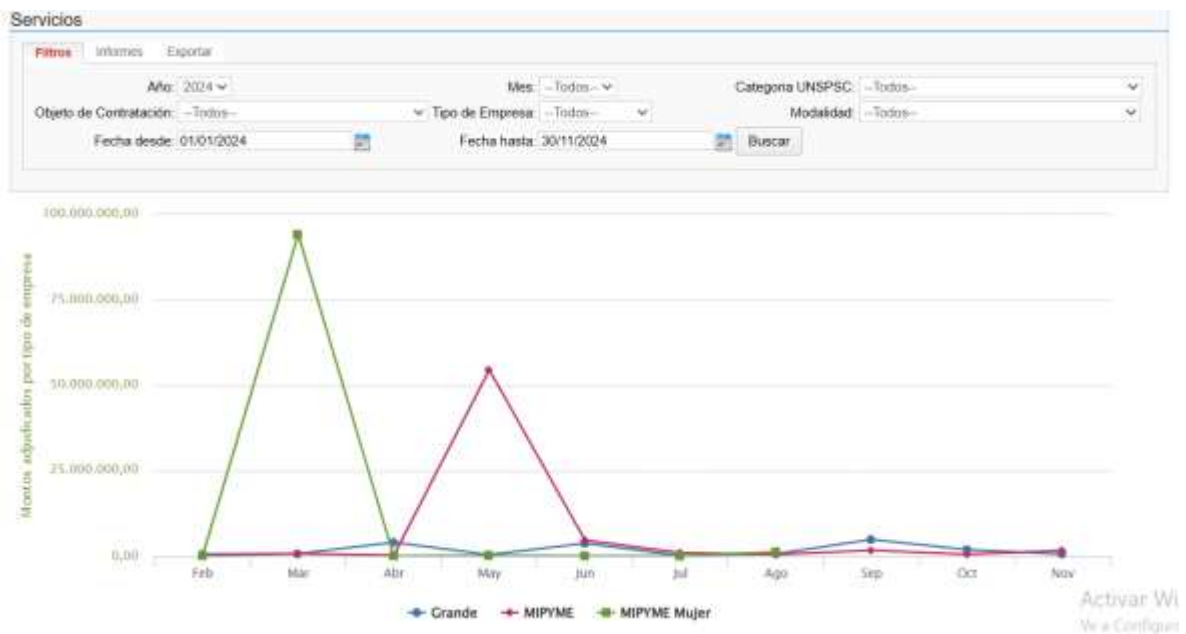 Servicios
Filtros Informes Exportar
Año: 2024 Mes: --Todos-- Categoria UNSPSC: --Todos--
Objeto de Contratación: --Todos-- Tipo de Empresa: --Todos-- Modalidad: --Todos--
Fecha desde: 01/01/2024 Fecha hasta: 30/11/2024 Buscar
Montos adjudicados por tipo de empresa
100.000.000,00
75.000.000,00
50.000.000,00
25.000.000,00
0,00
Feb Mar Abr May Jun Jul Ago Sep Oct Nov
Grande MIPYME MIPYME Mujer
Activar Wi
Ve a Configur